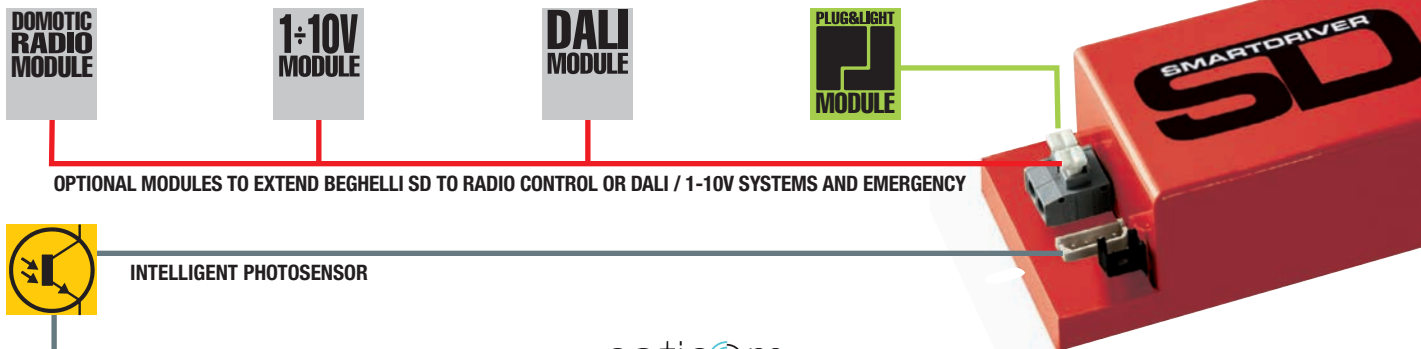 DOMOTIC
RADIO
MODULE
1÷10V
MODULE
DALI
MODULE
PLUG&LIGHT
MODULE
SMARTDRIVER
SD
OPTIONAL MODULES TO EXTEND BEGHELLI SD TO RADIO CONTROL OR DALI / 1-10V SYSTEMS AND EMERGENCY
INTELLIGENT PHOTOSENSOR